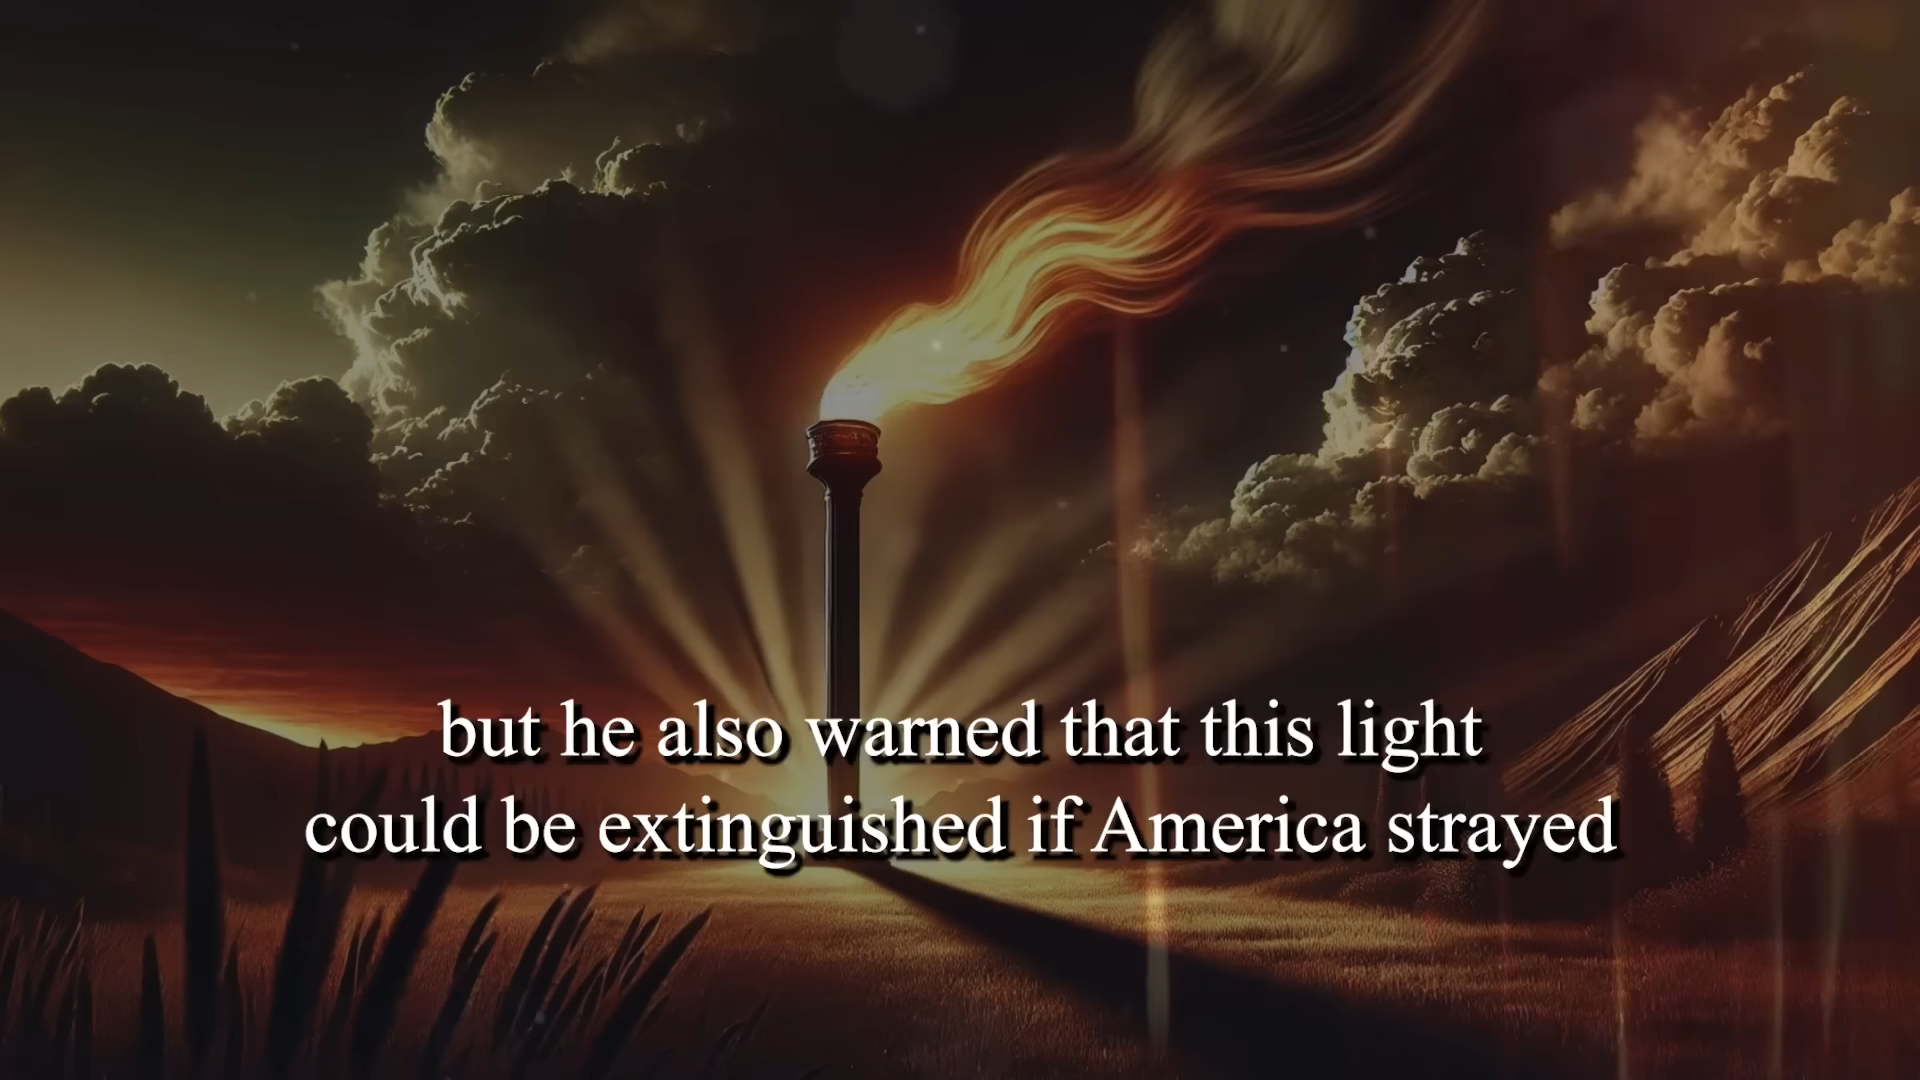 but he also warned that this light
could be extinguished if America strayed